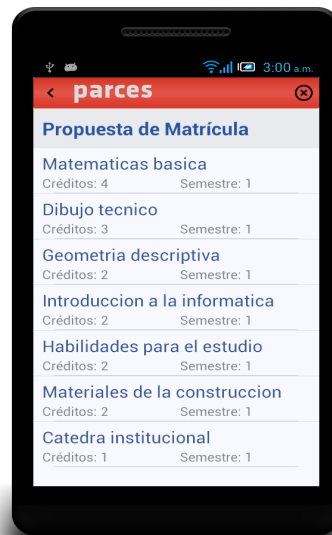 3:00 a.m.
parces
Propuesta de Matrícula
Matematicas basica
Créditos: 4 Semestre: 1
Dibujo tecnico
Créditos: 3 Semestre: 1
Geometria descriptiva
Créditos: 2 Semestre: 1
Introduccion a la informatica
Créditos: 2 Semestre: 1
Habilidades para el estudio
Créditos: 2 Semestre: 1
Materiales de la construccion
Créditos: 2 Semestre: 1
Catedra institucional
Créditos: 1 Semestre: 1